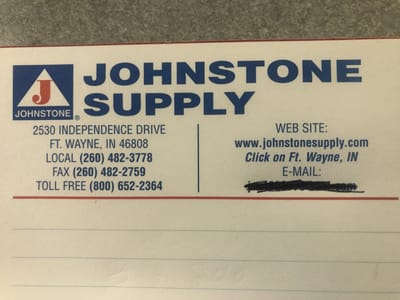 J
JOHNSTONE
®
JOHNSTONE
SUPPLY
2530 INDEPENDENCE DRIVE
FT. WAYNE, IN 46808
LOCAL (260) 482-3778
FAX (260) 482-2759
TOLL FREE (800) 652-2364
WEB SITE:
www.johnstonesupply.com
Click on Ft. Wayne, IN
E-MAIL: